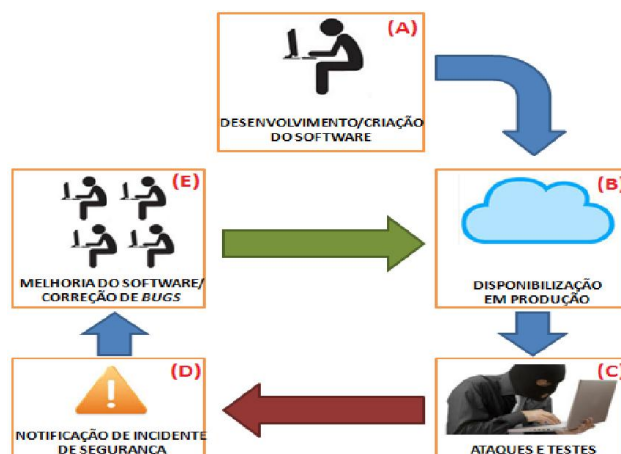 (A)
DESENVOLVIMENTO/CRIAÇÃO
DO SOFTWARE
(E)
MELHORIA DO SOFTWARE/
CORREÇÃO DE BUGS
(B)
DISPONIBILIZAÇÃO
EM PRODUÇÃO
(D)
NOTIFICAÇÃO DE INCIDENTE
DE SEGURANCA
(C)
ATAQUES E TESTES